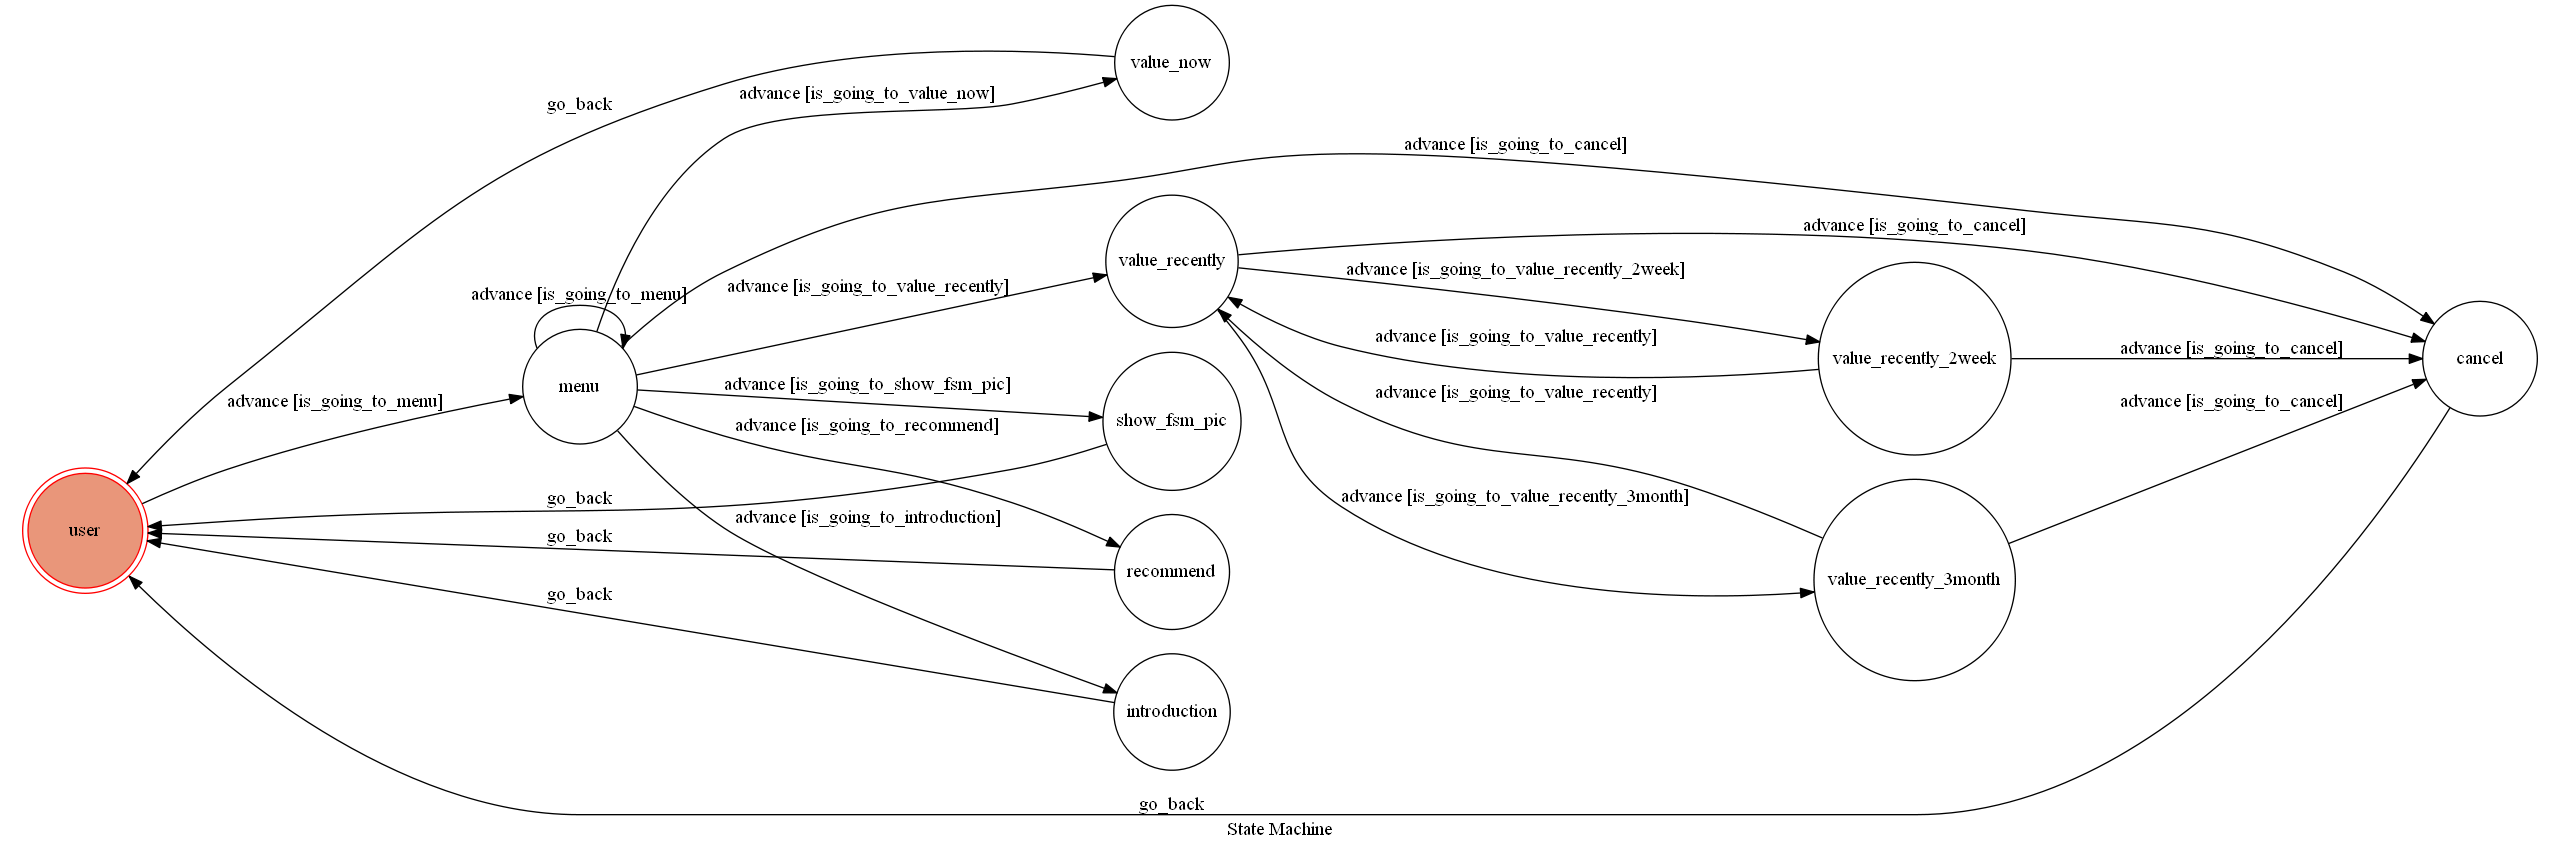 value_now
advance [is_going_to_value_now]
go_back
advance [is_going_to_cancel]
advance [is_going_to_cancel]
value_recently
advance [is_going_to_value_recently_2week]
advance [is_going_to_value_recently]
advance [is_going_to_menu]
advance [is_going_to_value_recently]
advance [is_going_to_cancel]
value_recently_2week
cancel
menu
advance [is_going_to_show_fsm_pic]
advance [is_going_to_value_recently]
advance [is_going_to_menu]
advance [is_going_to_cancel]
show_fsm_pic
advance [is_going_to_recommend]
advance [is_going_to_value_recently_3month]
go_back
advance [is_going_to_introduction]
user
go_back
recommend
value_recently_3month
go_back
introduction
go_back
State Machine